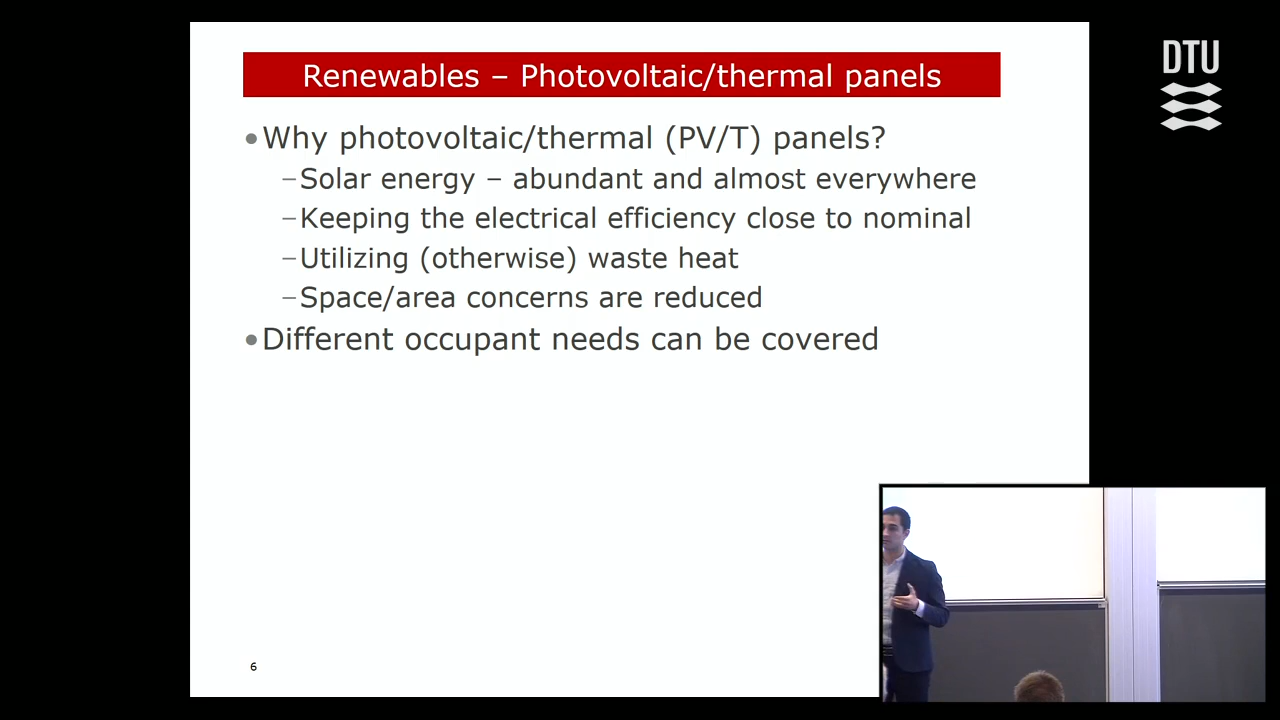 Renewables – Photovoltaic/thermal panels
DTU
•Why photovoltaic/thermal (PV/T) panels?
–Solar energy – abundant and almost everywhere
–Keeping the electrical efficiency close to nominal
–Utilizing (otherwise) waste heat
–Space/area concerns are reduced
•Different occupant needs can be covered
6